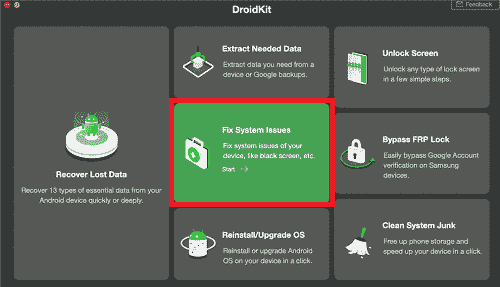 DroidKit
Feedback
Recover Lost Data
Recover 13 types of essential data from your
Android device quickly or deeply.
Extract Needed Data
Extract data you need from a
device or Google backups.
Fix System Issues
Fix system issues of your
device, like black screen, etc.
Start
Reinstall/Upgrade OS
Reinstall or upgrade Android
OS on your device in a click.
Unlock Screen
Unlock any type of lock screen
in a few simple steps.
Bypass FRP Lock
Easily bypass Google Account
verification on Samsung
devices.
Clean System Junk
Free up phone storage and
speed up your device in a click.